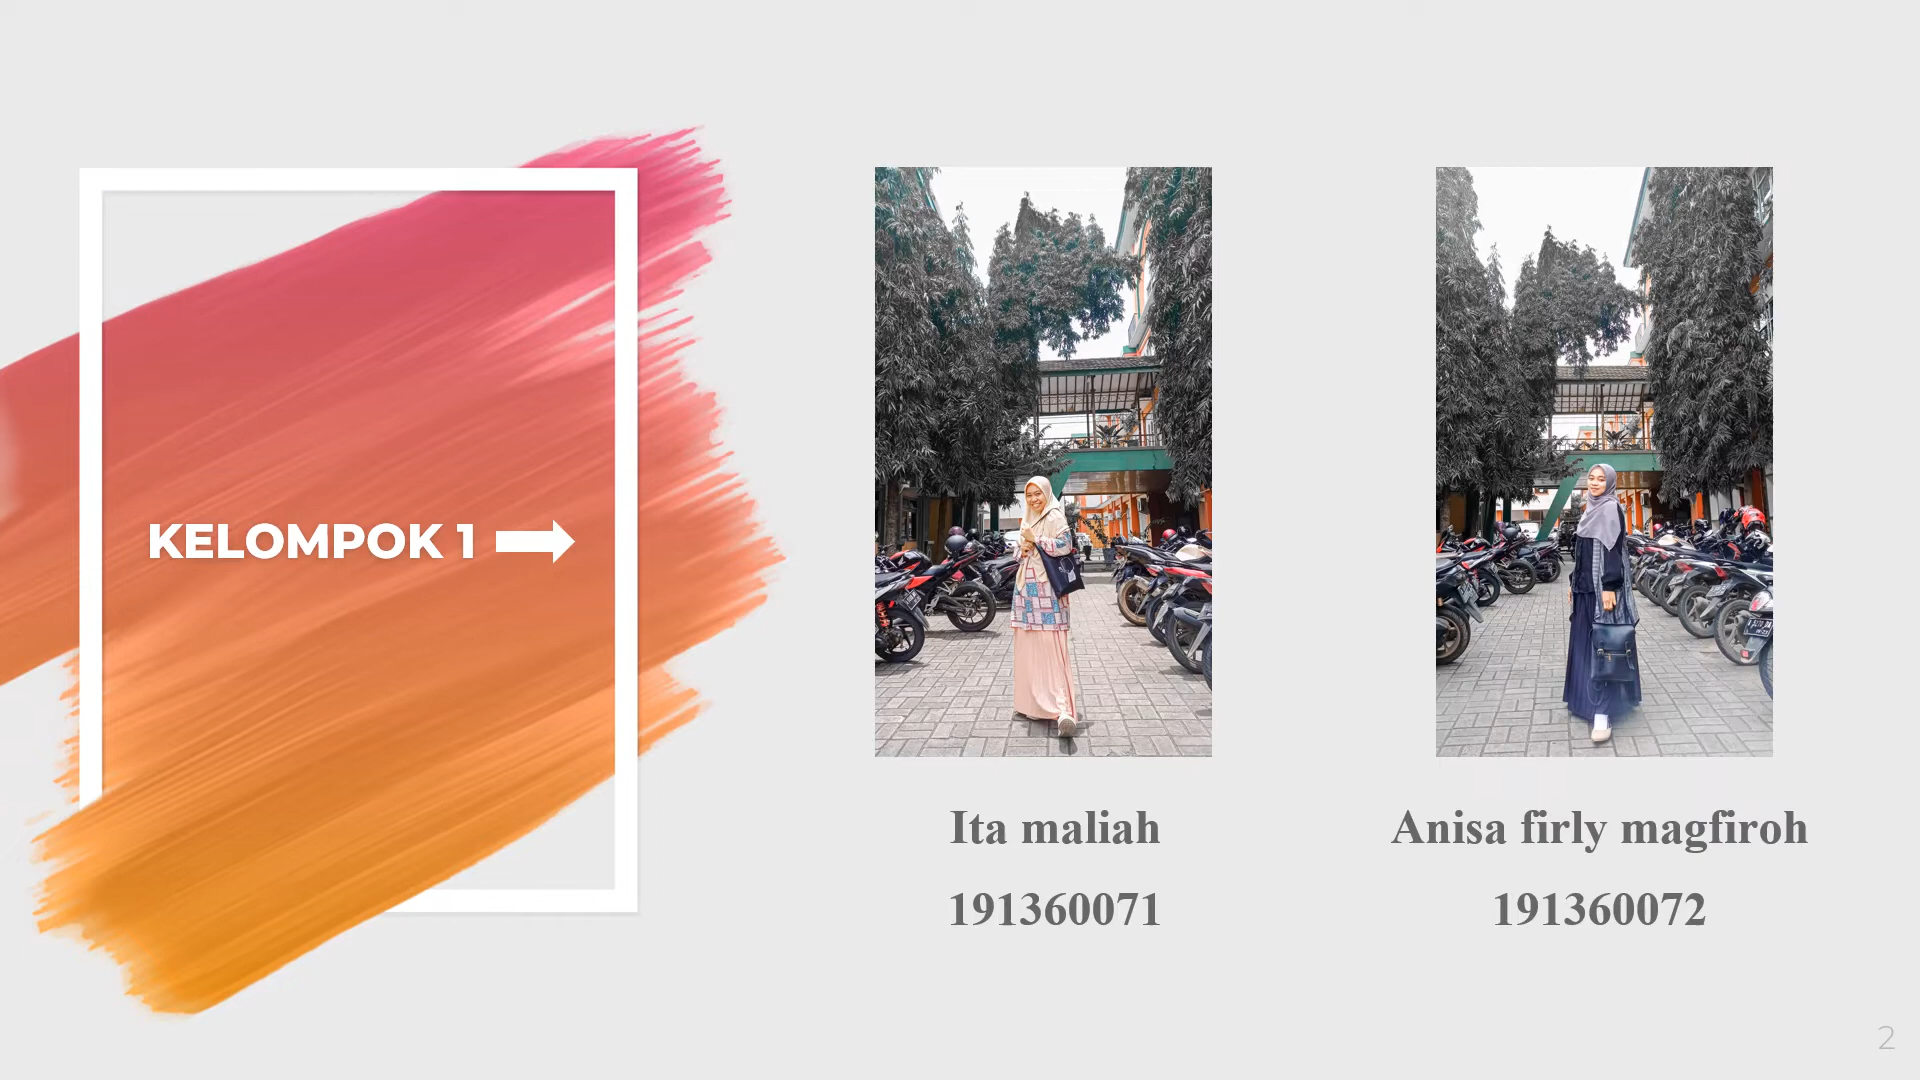 KELOMPOK 1
Ita maliah
191360071
Anisa firly magfiroh
191360072
2